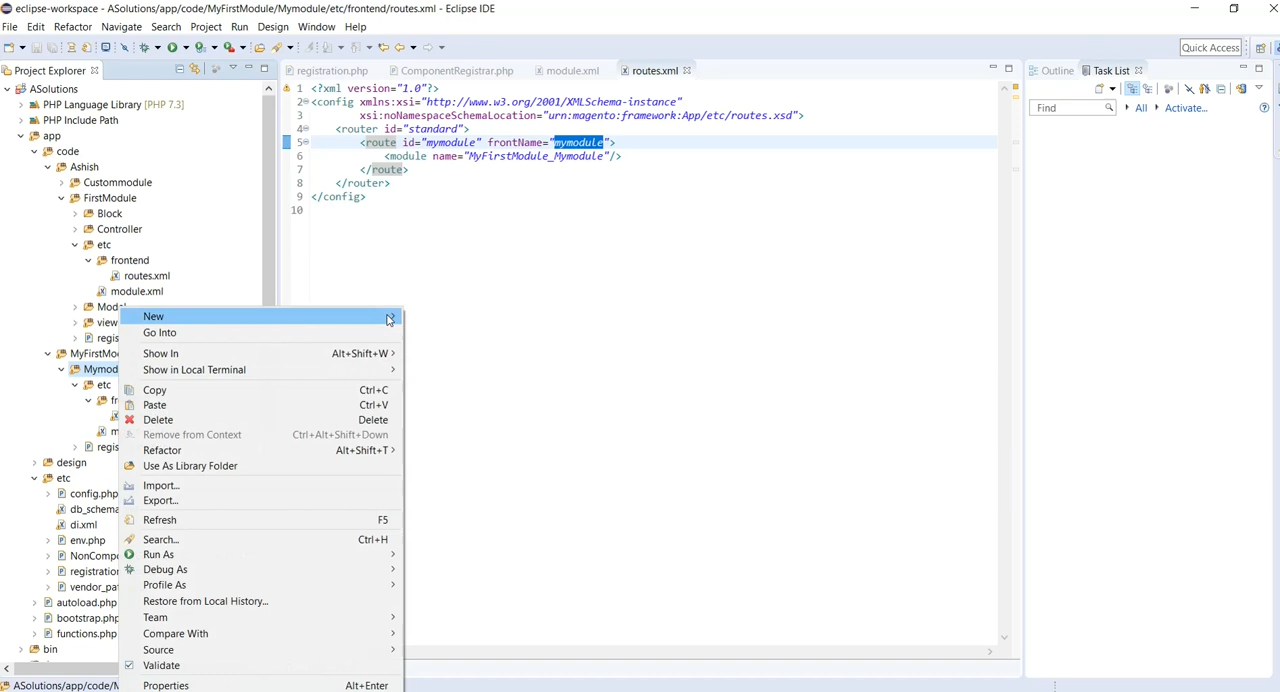 eclipse-workspace - ASolutions/app/code/MyFirstModule/Mymodule/etc/frontend/routes.xml - Eclipse IDE
File Edit Refactor Navigate Search Project Run Design Window Help
Quick Access
Project Explorer
registration.php ComponentRegistrar.php module.xml routes.xml
Outline Task List
Find All Activate...
ASolutions
PHP Language Library [PHP 7.3]
PHP Include Path
app
code
Ashish
Custommodule
FirstModule
Block
Controller
etc
frontend
routes.xml
module.xml
Model
view
regis
MyFirstMo
Mymod
etc
fr
m
regis
design
etc
config.php
db_schema
di.xml
env.php
NonCompo
registration
vendor_pa
autoload.php
bootstrap.php
functions.php
bin
1 <?xml version="1.0"?>
2 <config xmlns:xsi="http://www.w3.org/2001/XMLSchema-instance"
3 xsi:noNamespaceSchemaLocation="urn:magento:framework:App/etc/routes.xsd">
4 <router id="standard">
5 <route id="mymodule" frontName="mymodule">
6 <module name="MyFirstModule_Mymodule"/>
7 </route>
8 </router>
9 </config>
10
New
Go Into
Show In Alt+Shift+W
Show in Local Terminal
Copy Ctrl+C
Paste Ctrl+V
Delete Delete
Remove from Context Ctrl+Alt+Shift+Down
Refactor Alt+Shift+T
Use As Library Folder
Import...
Export...
Refresh F5
Search... Ctrl+H
Run As
Debug As
Profile As
Restore from Local History...
Team
Compare With
Source
Validate
Properties Alt+Enter
ASolutions/app/code/M